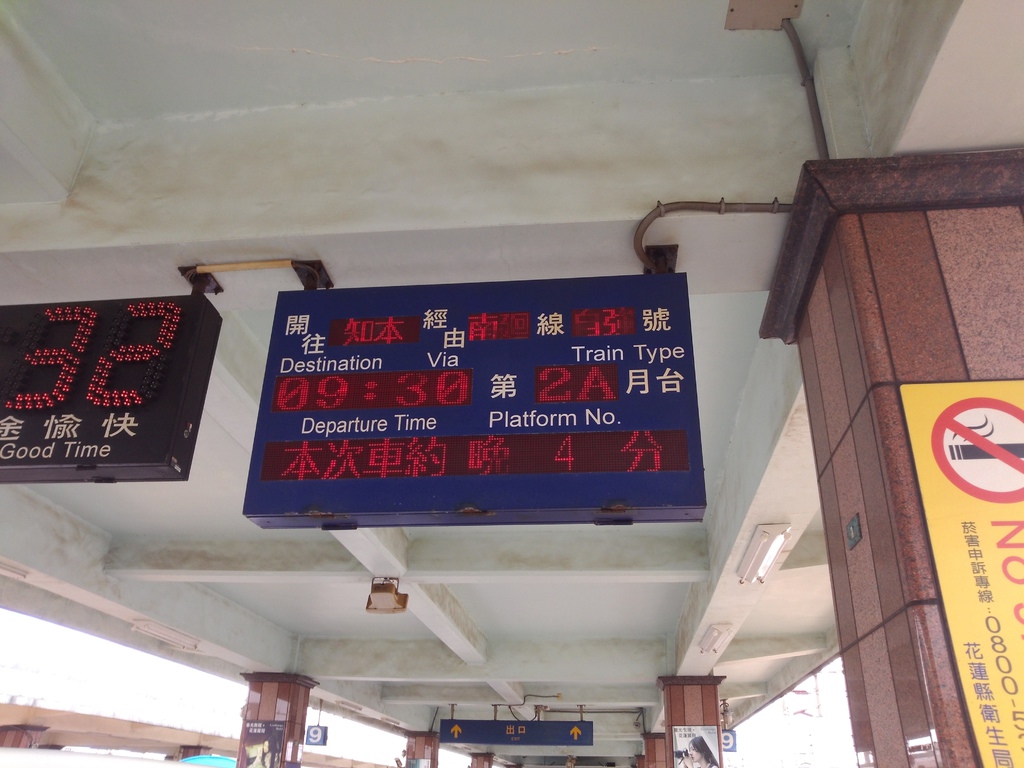 32
愉快
Good Time
開往 知本 經由 南迴 線 自強 號
Destination Via Train Type
09:30 第 2A 月台
Departure Time Platform No.
本次車約 晚 4 分
NO
菸害申訴專線:0800-5
花蓮縣衛生局
9
出口